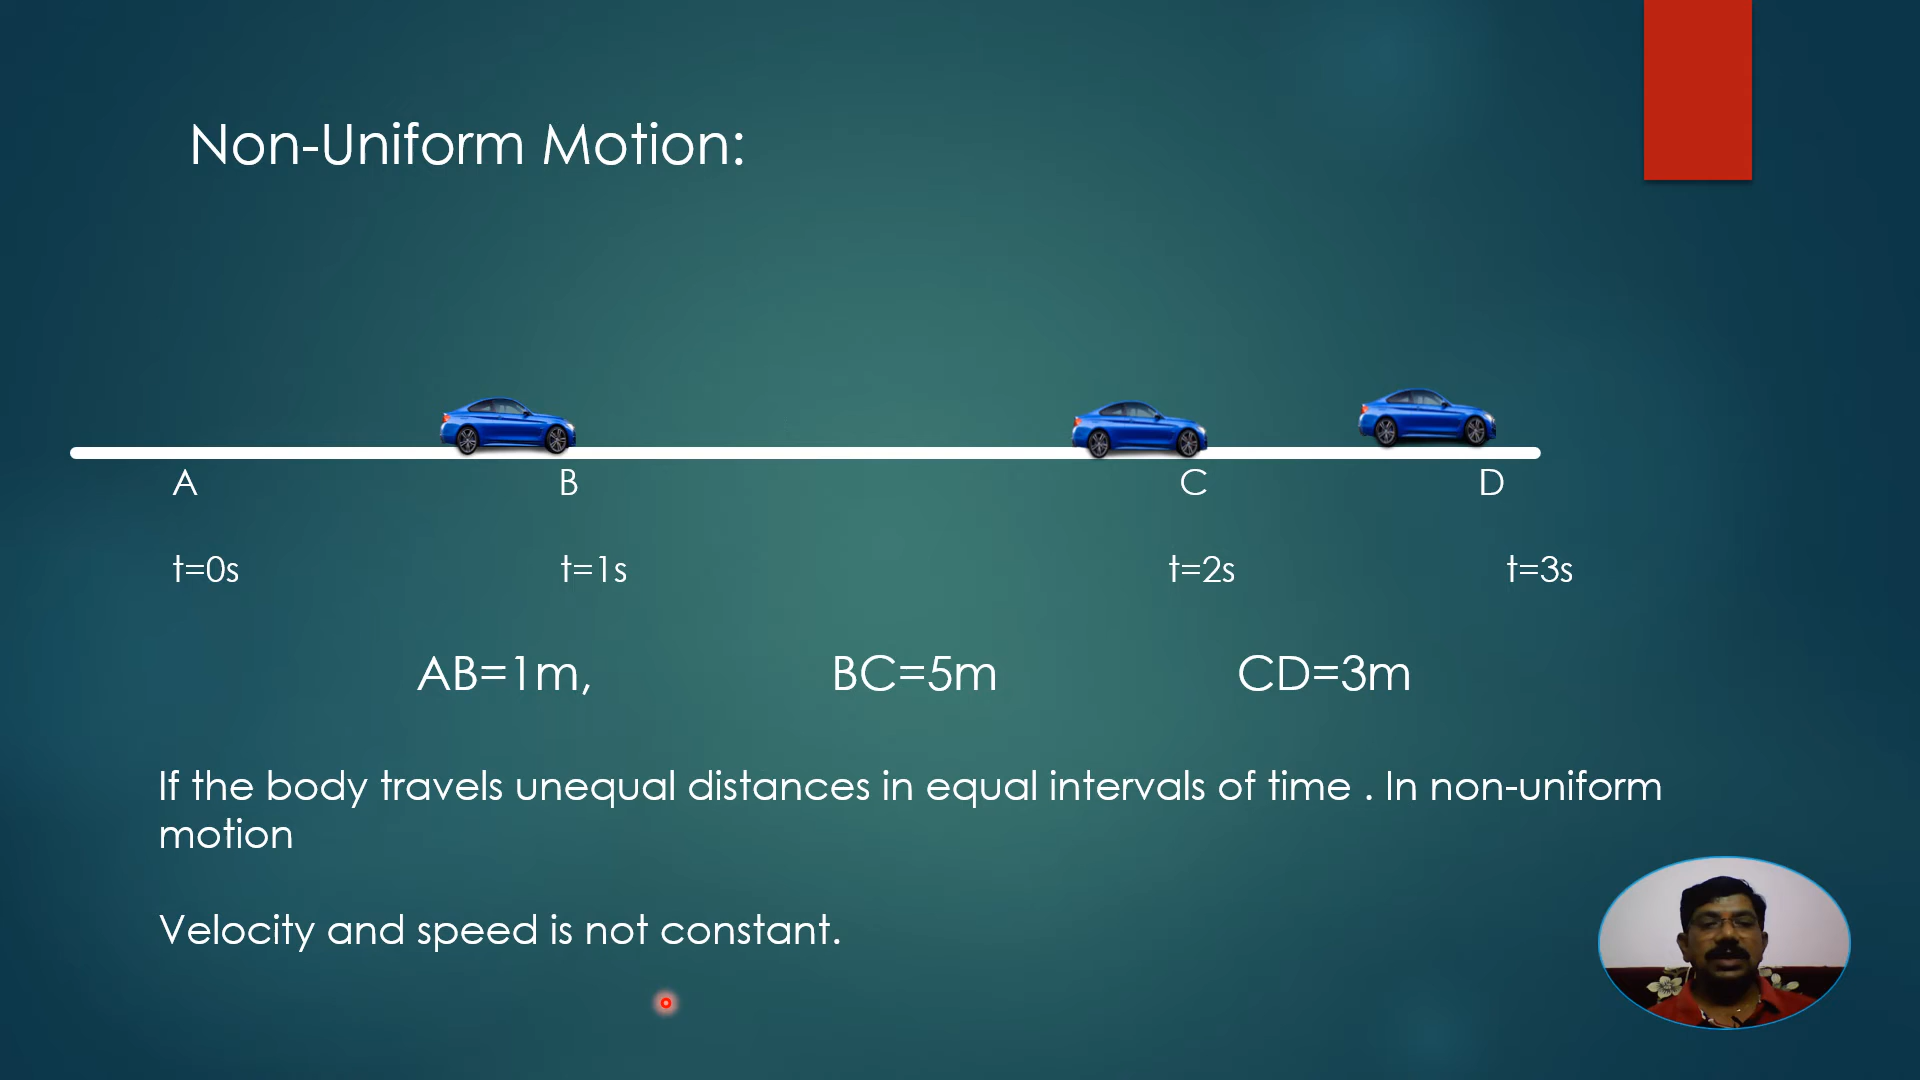 Non-Uniform Motion:
A B C D
t=0s t=1s t=2s t=3s
AB=1m, BC=5m CD=3m
If the body travels unequal distances in equal intervals of time . In non-uniform
motion
Velocity and speed is not constant.